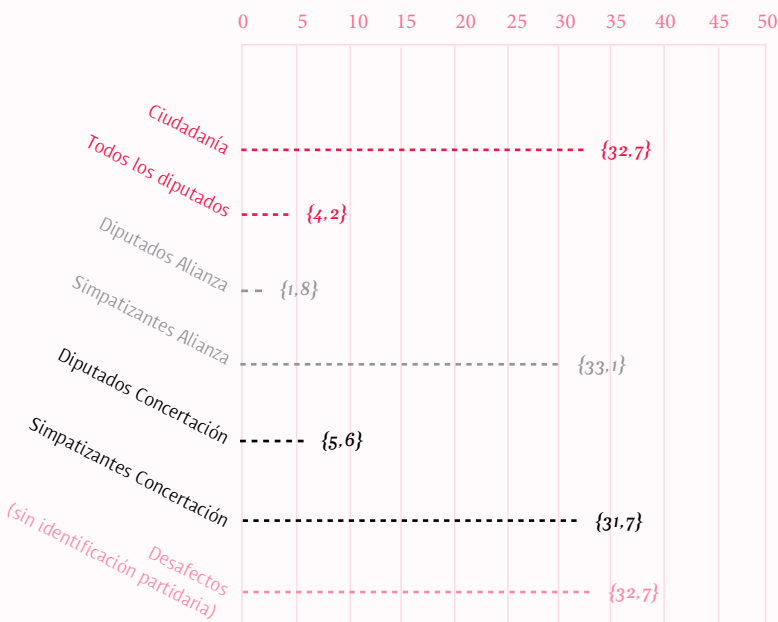 0 5 10 15 20 25 30 35 40 45 50
Ciudadanía {32,7}
Todos los diputados {4,2}
Diputados Alianza {1,8}
Simpatizantes Alianza {33,1}
Diputados Concertación {5,6}
Simpatizantes Concertación {31,7}
Desafectos {32,7}
(sin identificación partidaria)